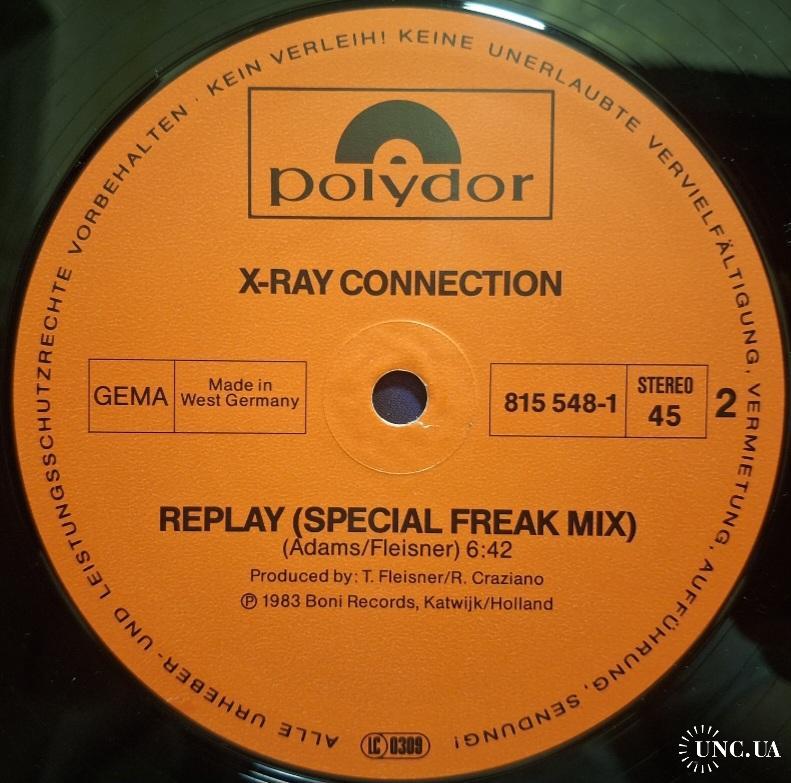 ALLE URHEBER- UND LEISTUNGSSCHUTZRECHTE VORBEHALTEN · KEIN VERLEIH! KEINE UNERLAUBTE VERVIELFÄLTIGUNG, VERMIETUNG, AUFFÜHRUNG, SENDUNG!
polydor
X-RAY CONNECTION
GEMA
Made in
West Germany
815 548-1
STEREO
45
2
REPLAY (SPECIAL FREAK MIX)
(Adams/Fleisner) 6:42
Produced by: T. Fleisner/R. Craziano
℗ 1983 Boni Records, Katwijk/Holland
LC 0309
UNC.UA